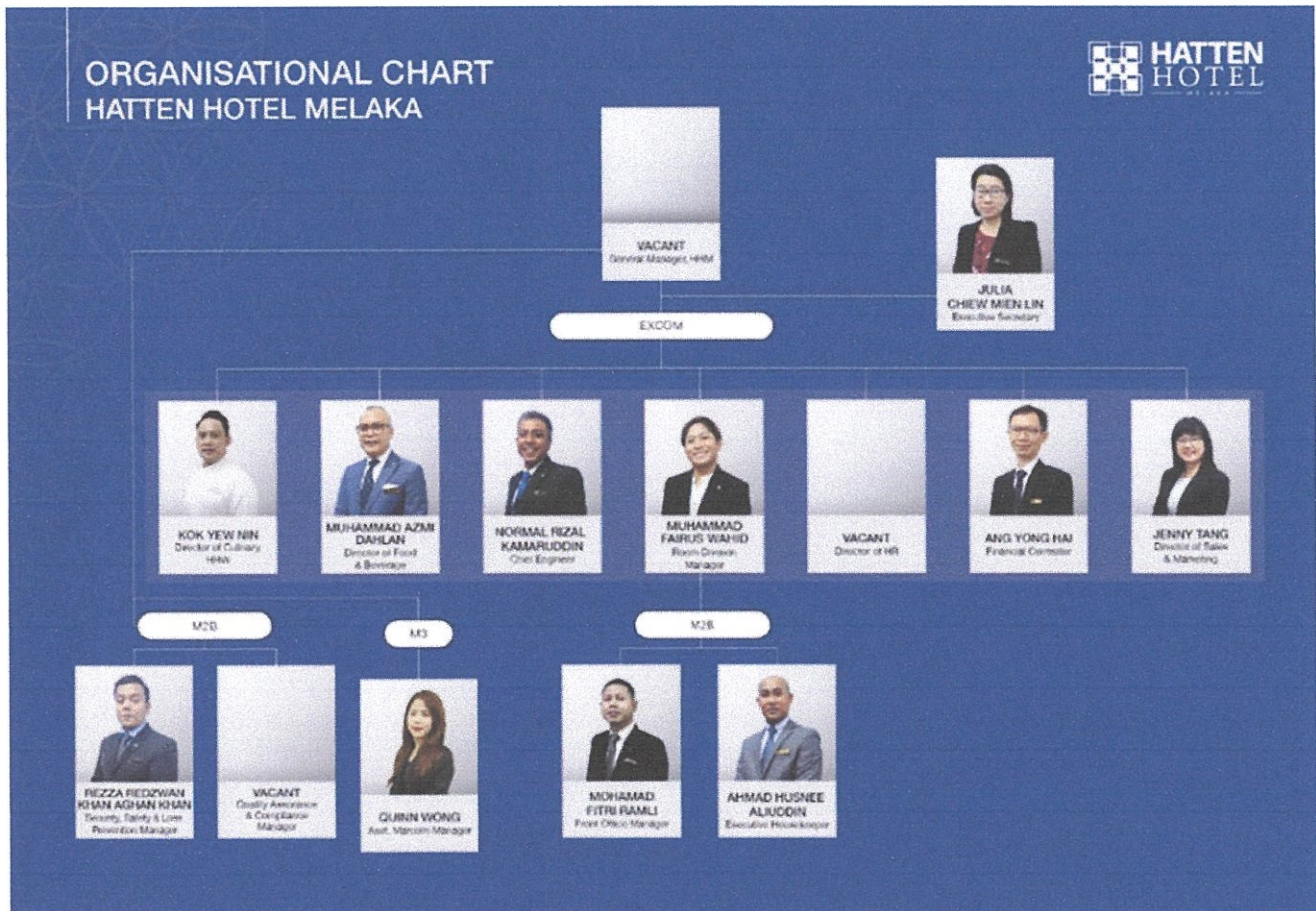 ORGANISATIONAL CHART
HATTEN HOTEL MELAKA
HATTEN
HOTEL
MELAKA
VACANT
General Manager, HHM
JULIA
CHIEW MIEN LIN
Executive Secretary
EXCOM
KOK YEW NIN
Director of Culinary,
MUHAMMAD AZMI
DAHLAN
Director of Food
& Beverage
NORMAL RIZAL
KAMARUDDIN
Chief Engineer
MUHAMMAD
FAIRUS WAHID
Room Division
Manager
VACANT
Director of HR
ANG YONG HAI
Financial Controller
JENNY TANG
Director of Sales
& Marketing
M2B
M3
M2B
REZZA REDZWAN
KHAN AGHAN KHAN
Security, Safety & Loss
Prevention Manager
VACANT
Quality Assurance
& Compliance
Manager
QUINN WONG
Asst. Marcom Manager
MOHAMAD
FITRI RAMLI
Front Office Manager
AHMAD HUSNEE
ALIUDDIN
Executive Housekeeper